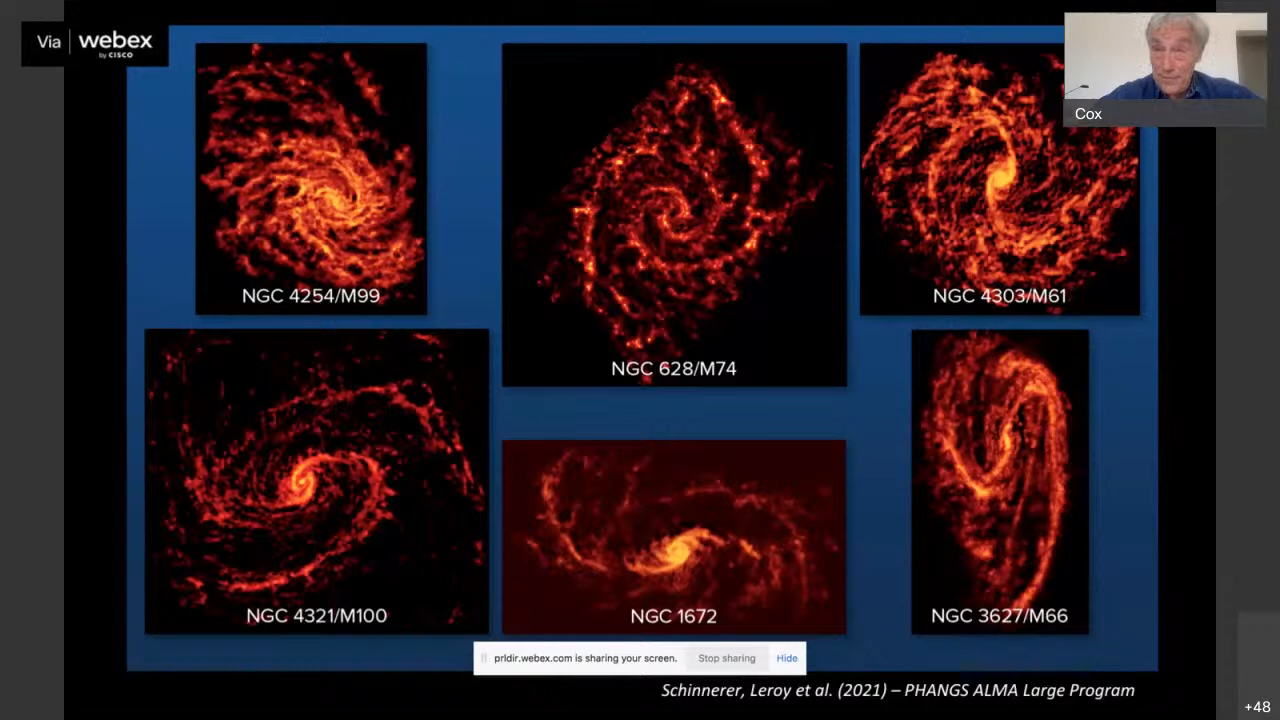 Via webex
by CISCO
Cox
NGC 4254/M99
NGC 628/M74
NGC 4303/M61
NGC 4321/M100
NGC 1672
NGC 3627/M66
prldir.webex.com is sharing your screen. Stop sharing Hide
Schinnerer, Leroy et al. (2021) – PHANGS ALMA Large Program
+48